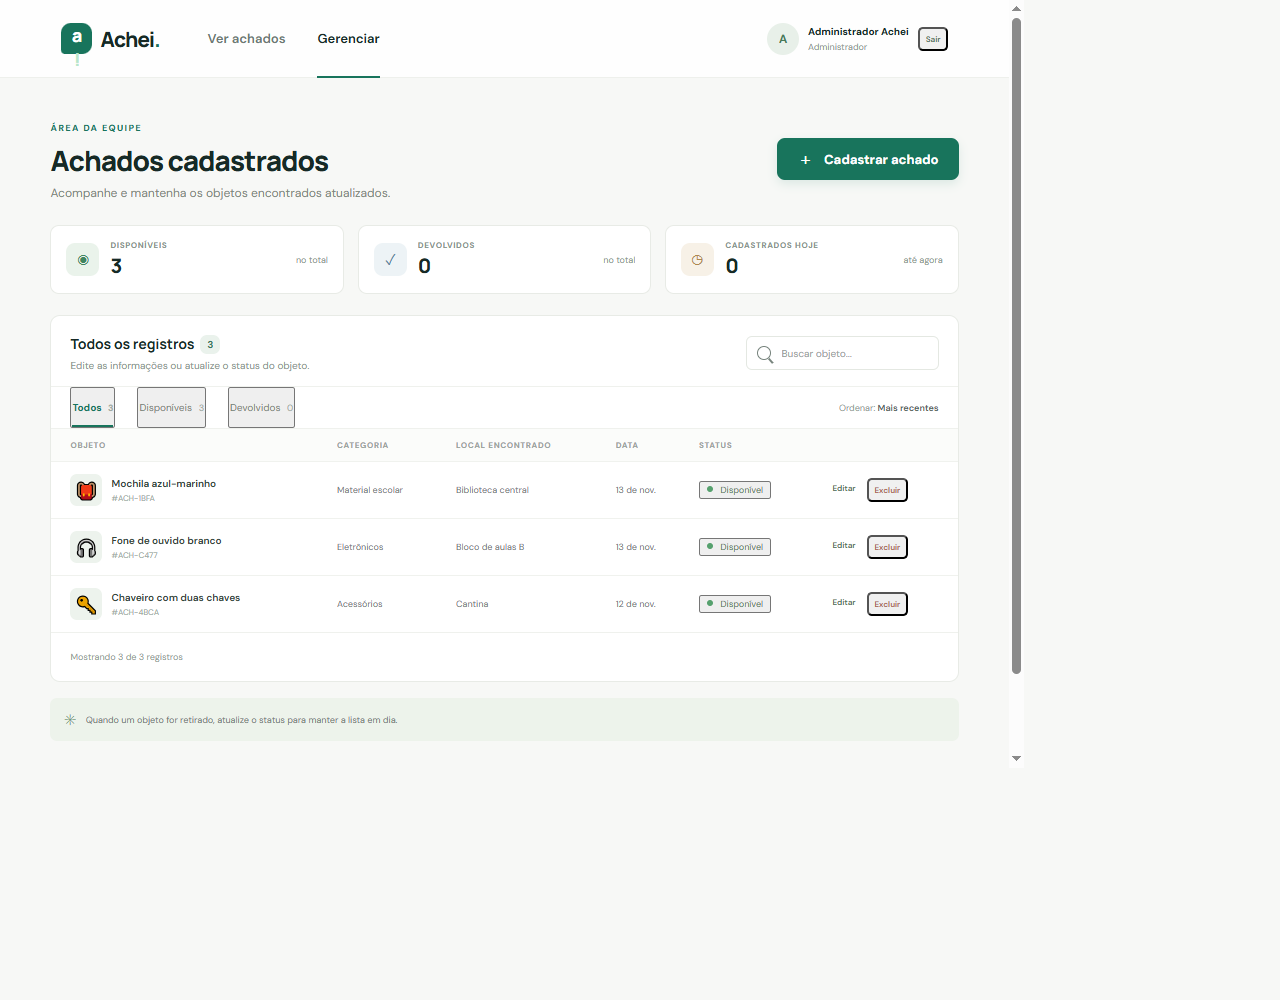 a Achei.
Ver achados
Gerenciar
A
Administrador Achei
Administrador
Sair
ÁREA DA EQUIPE
Achados cadastrados
Acompanhe e mantenha os objetos encontrados atualizados.
+ Cadastrar achado
DISPONÍVEIS
3
no total
✓
DEVOLVIDOS
0
no total
CADASTRADOS HOJE
0
até agora
Todos os registros 3
Edite as informações ou atualize o status do objeto.
Buscar objeto...
Todos 3
Disponíveis 3
Devolvidos 0
Ordenar: Mais recentes
OBJETO CATEGORIA LOCAL ENCONTRADO DATA STATUS
Mochila azul-marinho
#ACH-1BFA
Material escolar
Biblioteca central
13 de nov.
Disponível
Editar
Excluir
Fone de ouvido branco
#ACH-C477
Eletrônicos
Bloco de aulas B
13 de nov.
Disponível
Editar
Excluir
Chaveiro com duas chaves
#ACH-4BCA
Acessórios
Cantina
12 de nov.
Disponível
Editar
Excluir
Mostrando 3 de 3 registros
Quando um objeto for retirado, atualize o status para manter a lista em dia.